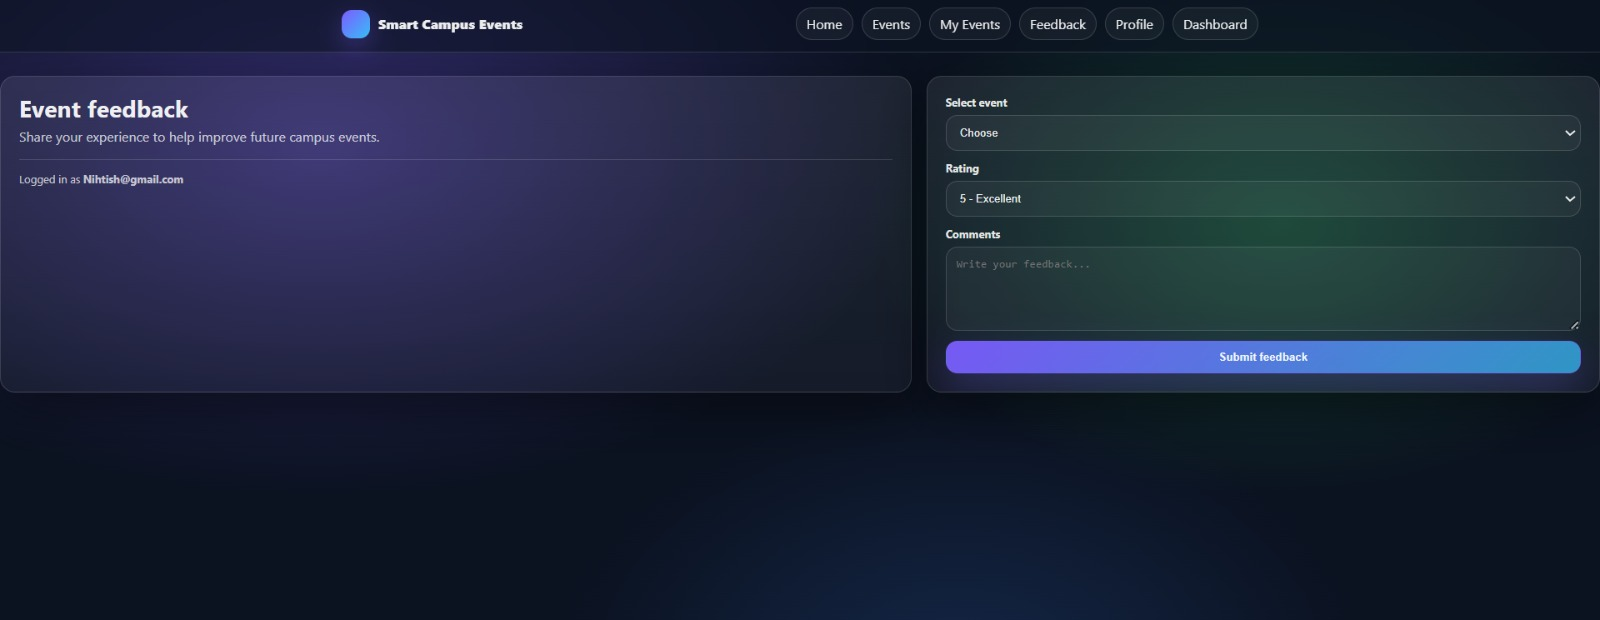 Smart Campus Events
Home
Events
My Events
Feedback
Profile
Dashboard
Event feedback
Share your experience to help improve future campus events.
Logged in as Nihtish@gmail.com
Select event
Choose
Rating
5 - Excellent
Comments
Write your feedback...
Submit feedback